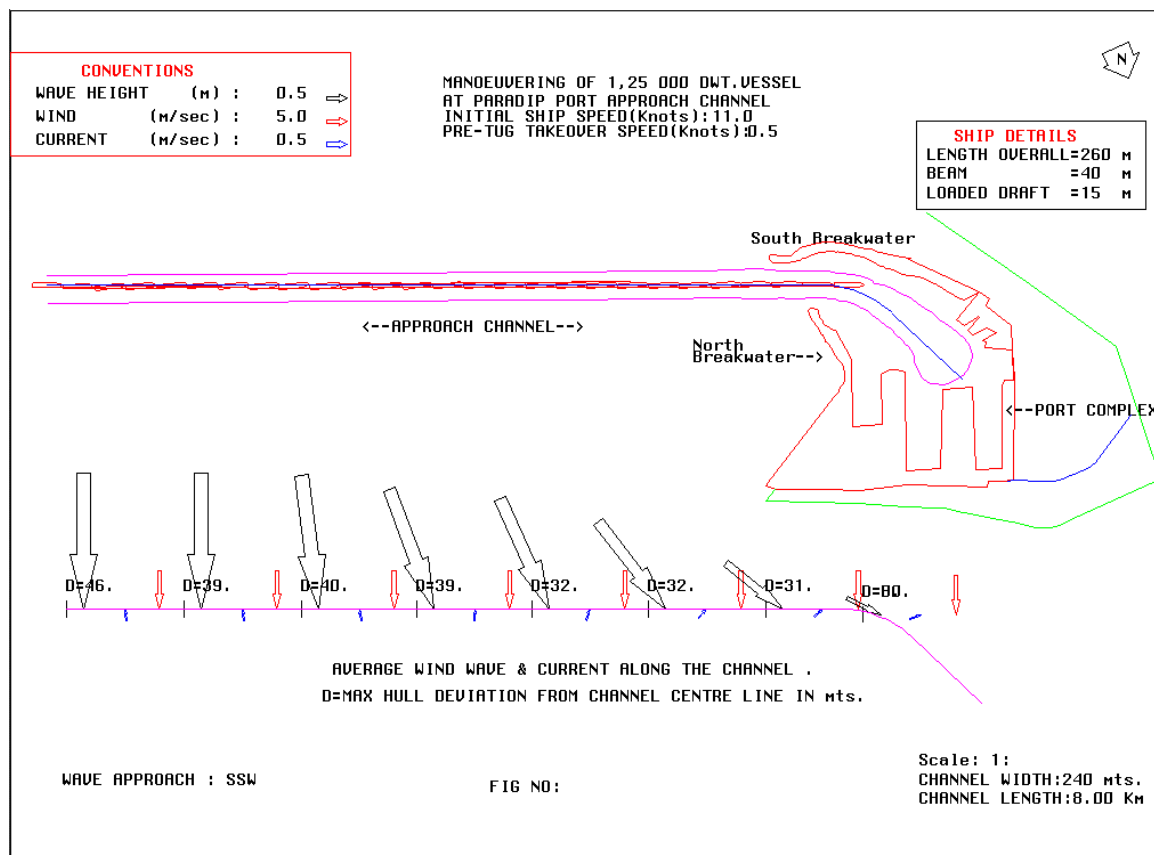 CONVENTIONS
WAVE HEIGHT (M) : 0.5
WIND (M/sec) : 5.0
CURRENT (M/sec) : 0.5
MANOEUVERING OF 1,25 000 DWT.VESSEL
AT PARADIP PORT APPROACH CHANNEL
INITIAL SHIP SPEED(Knots):11.0
PRE-TUG TAKEOVER SPEED(Knots):0.5
N
SHIP DETAILS
LENGTH OVERALL=260 M
BEAM =40 M
LOADED DRAFT =15 M
South Breakwater
<--APPROACH CHANNEL-->
North
Breakwater-->
<--PORT COMPLEX
D=46. D=39. D=40. D=39. D=32. D=32. D=31. D=80.
AVERAGE WIND WAVE & CURRENT ALONG THE CHANNEL .
D=MAX HULL DEVIATION FROM CHANNEL CENTRE LINE IN mts.
WAVE APPROACH : SSW
FIG NO:
Scale: 1:
CHANNEL WIDTH:240 mts.
CHANNEL LENGTH:8.00 Km